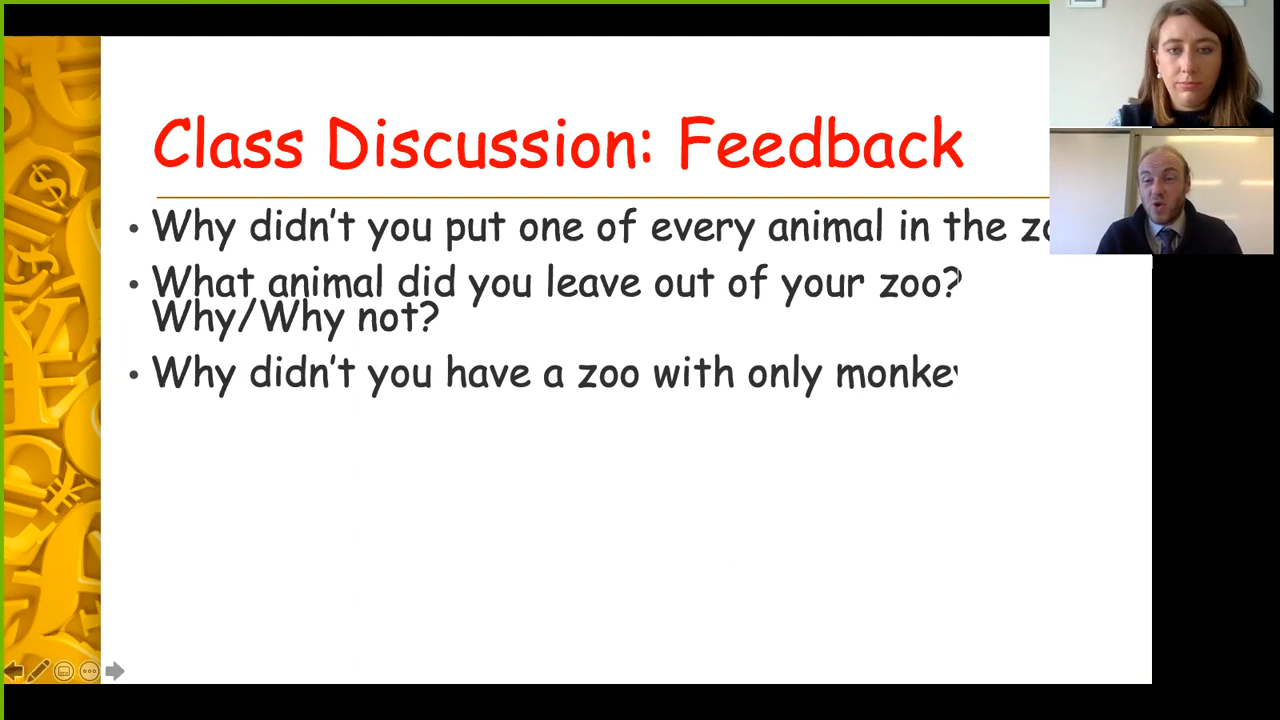 Class Discussion: Feedback
• Why didn't you put one of every animal in the
• What animal did you leave out of your zoo?
Why/Why not?
• Why didn't you have a zoo with only